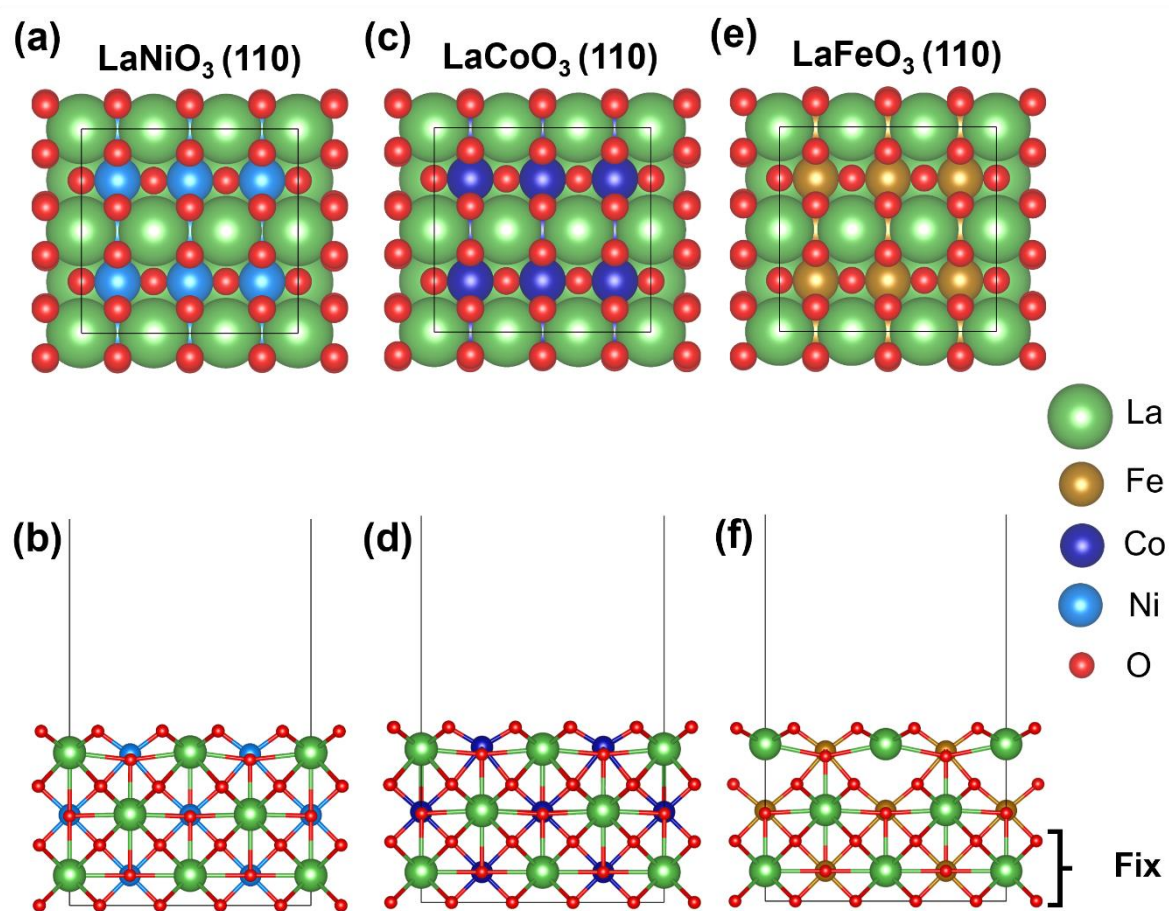 (a) LaNiO₃ (110)
(c) LaCoO₃ (110)
(e) LaFeO₃ (110)
La
Fe
Co
Ni
O
(b)
(d)
(f)
Fix